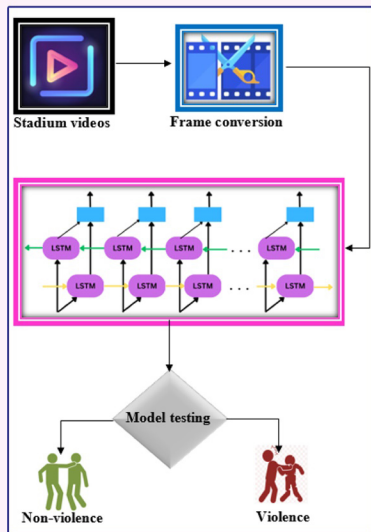 Stadium videos
Frame conversion
LSTM LSTM LSTM ... LSTM
LSTM LSTM LSTM ... LSTM
Model testing
Non-violence
Violence